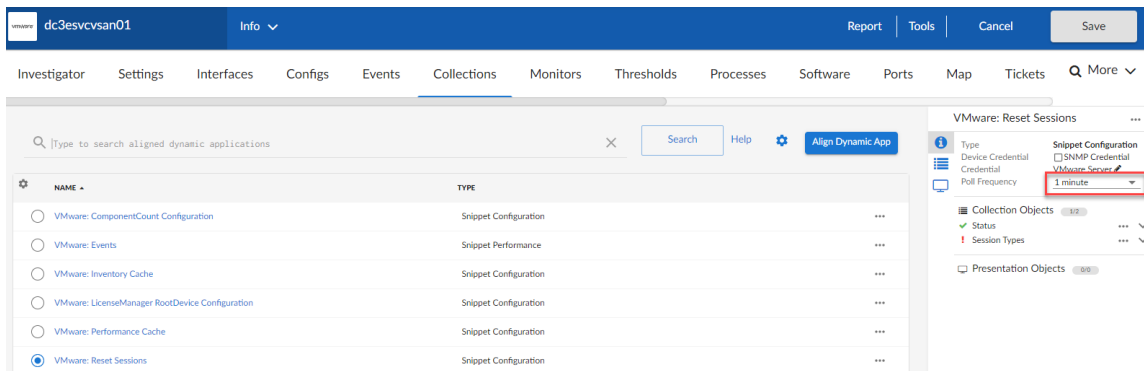 vmware dc3esvcvsan01 Info Report Tools Cancel Save
Investigator Settings Interfaces Configs Events Collections Monitors Thresholds Processes Software Ports Map Tickets More
Type to search aligned dynamic applications Search Help Align Dynamic App
NAME TYPE
VMware: ComponentCount Configuration Snippet Configuration
VMware: Events Snippet Performance
VMware: Inventory Cache Snippet Configuration
VMware: LicenseManager RootDevice Configuration Snippet Configuration
VMware: Performance Cache Snippet Configuration
VMware: Reset Sessions Snippet Configuration
VMware: Reset Sessions
Type Snippet Configuration
Device Credential SNMP Credential
Credential VMware Server
Poll Frequency 1 minute
Collection Objects 1/2
Status
Session Types
Presentation Objects 0/0